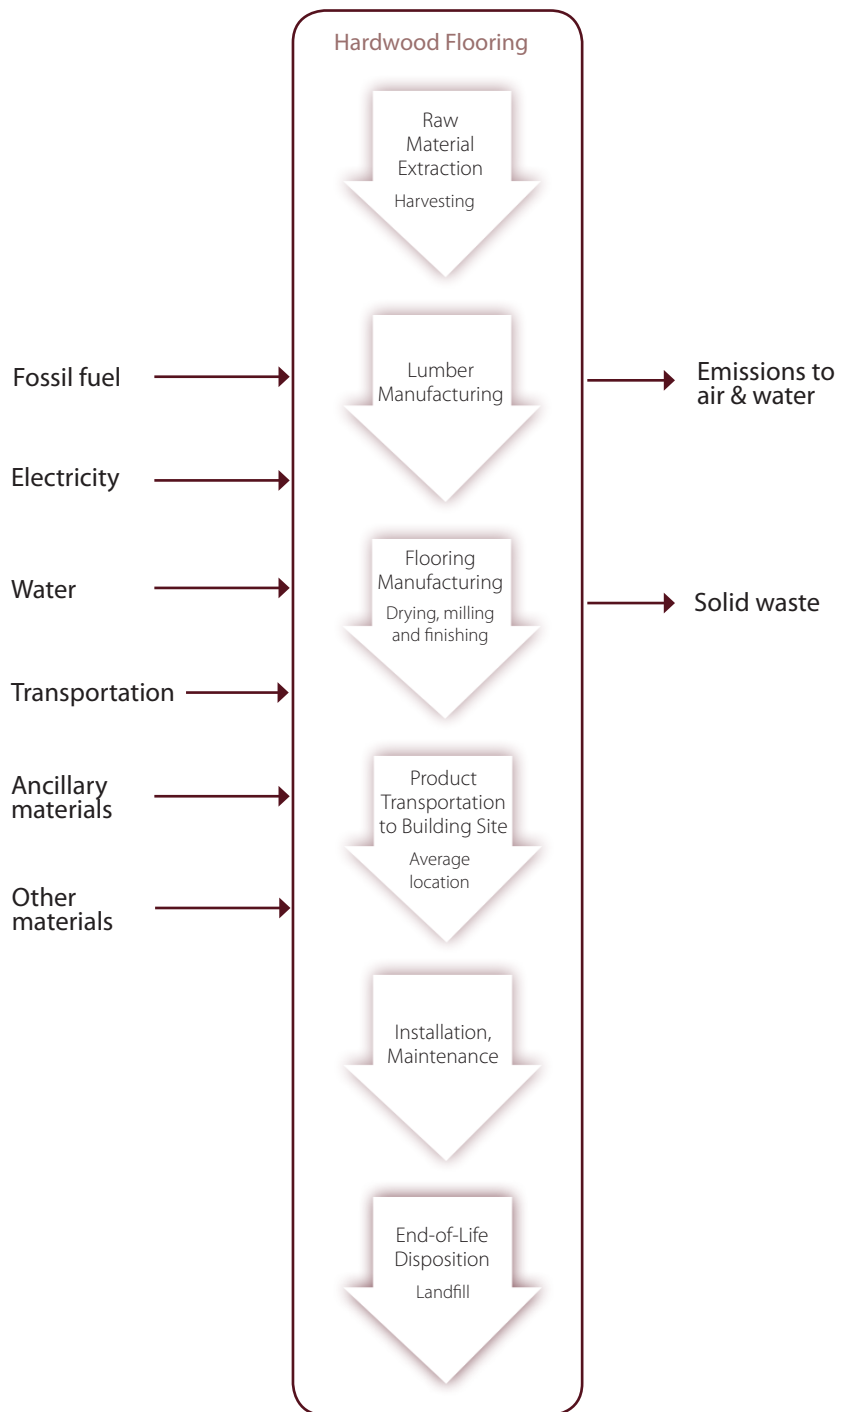 Hardwood Flooring
Raw
Material
Extraction
Harvesting
Lumber
Manufacturing
Flooring
Manufacturing
Drying, milling
and finishing
Product
Transportation
to Building Site
Average
location
Installation,
Maintenance
End-of-Life
Disposition
Landfill
Fossil fuel
Electricity
Water
Transportation
Ancillary
materials
Other
materials
Emissions to
air & water
Solid waste